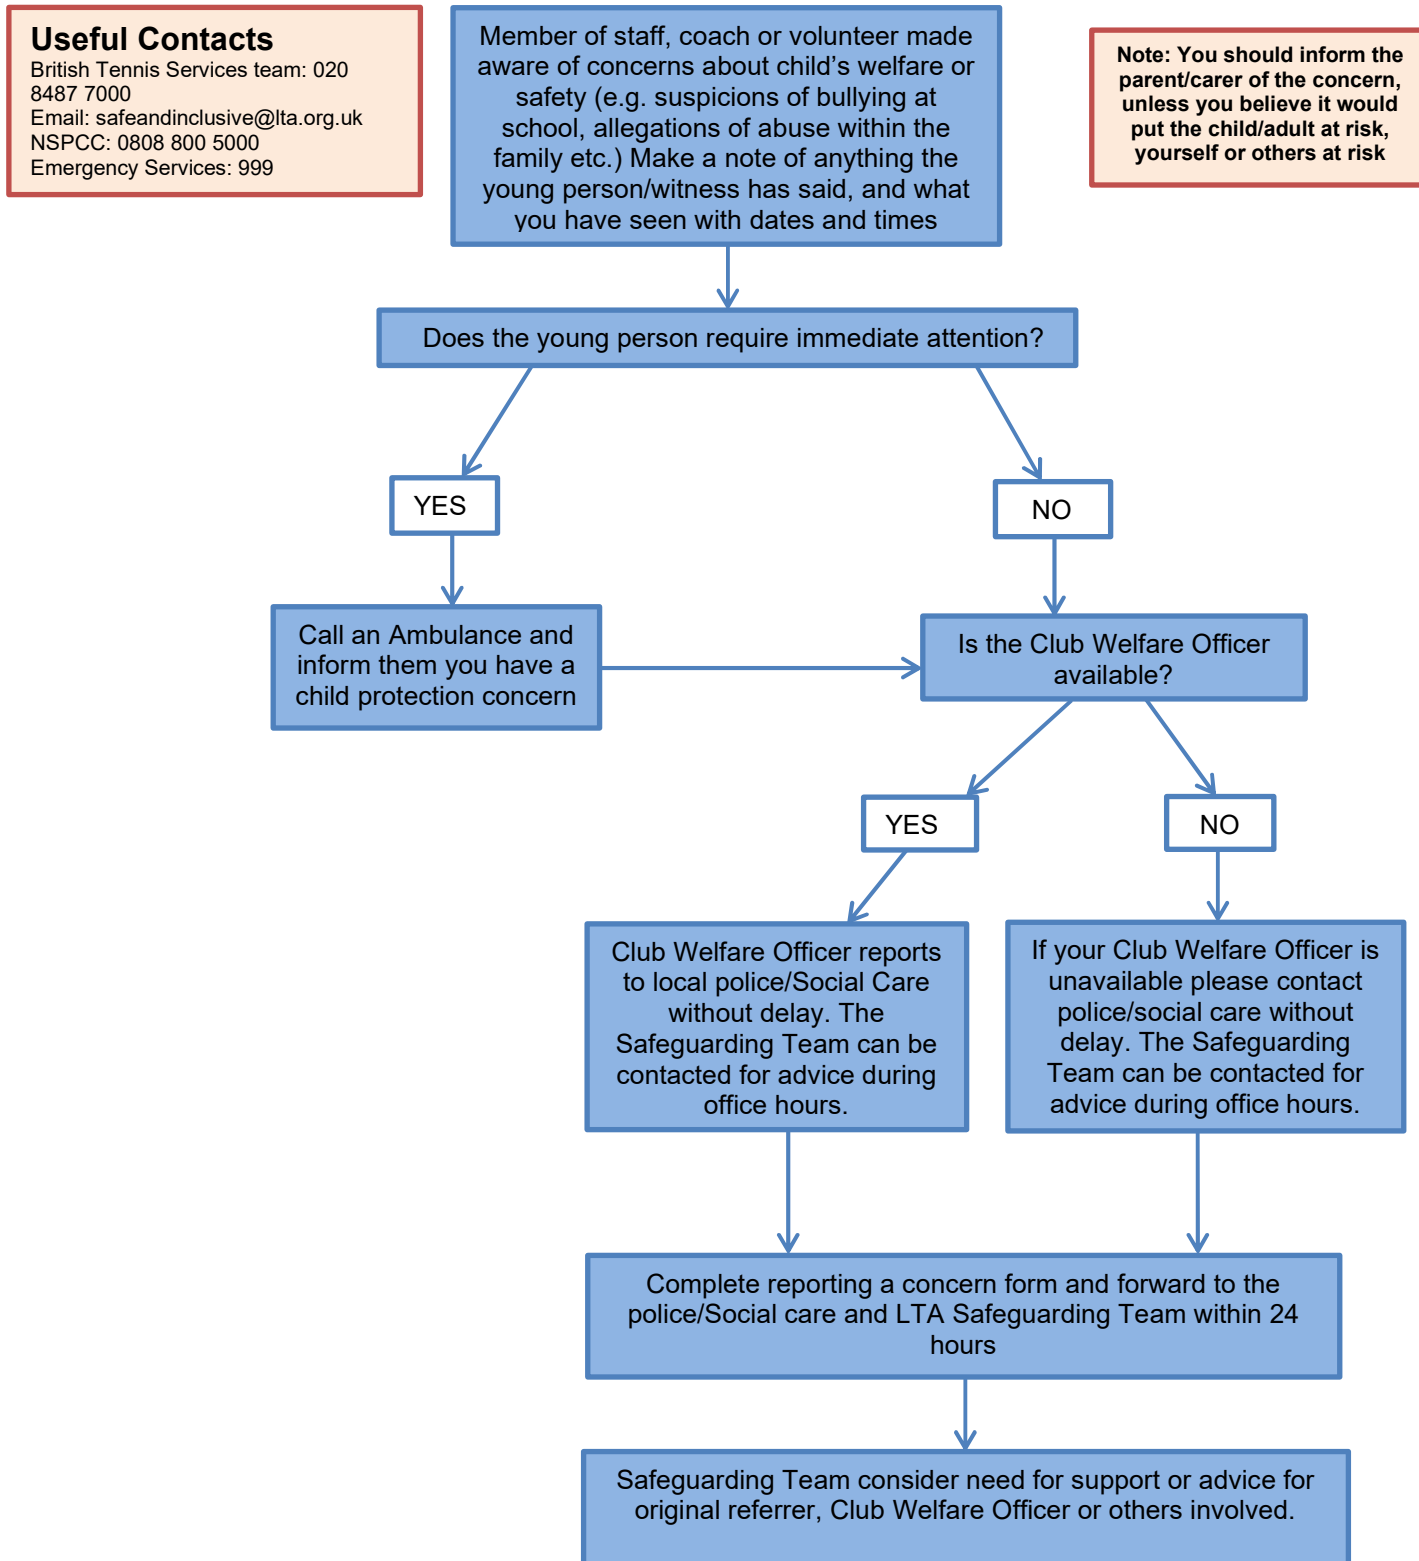 Useful Contacts
British Tennis Services team: 020
8487 7000
Email: safeandinclusive@lta.org.uk
NSPCC: 0808 800 5000
Emergency Services: 999
Member of staff, coach or volunteer made
aware of concerns about child's welfare or
safety (e.g. suspicions of bullying at
school, allegations of abuse within the
family etc.) Make a note of anything the
young person/witness has said, and what
you have seen with dates and times
Note: You should inform the
parent/carer of the concern,
unless you believe it would
put the child/adult at risk,
yourself or others at risk
Does the young person require immediate attention?
YES
NO
Call an Ambulance and
inform them you have a
child protection concern
Is the Club Welfare Officer
available?
YES
NO
Club Welfare Officer reports
to local police/Social Care
without delay. The
Safeguarding Team can be
contacted for advice during
office hours.
If your Club Welfare Officer is
unavailable please contact
police/social care without
delay. The Safeguarding
Team can be contacted for
advice during office hours.
Complete reporting a concern form and forward to the
police/Social care and LTA Safeguarding Team within 24
hours
Safeguarding Team consider need for support or advice for
original referrer, Club Welfare Officer or others involved.